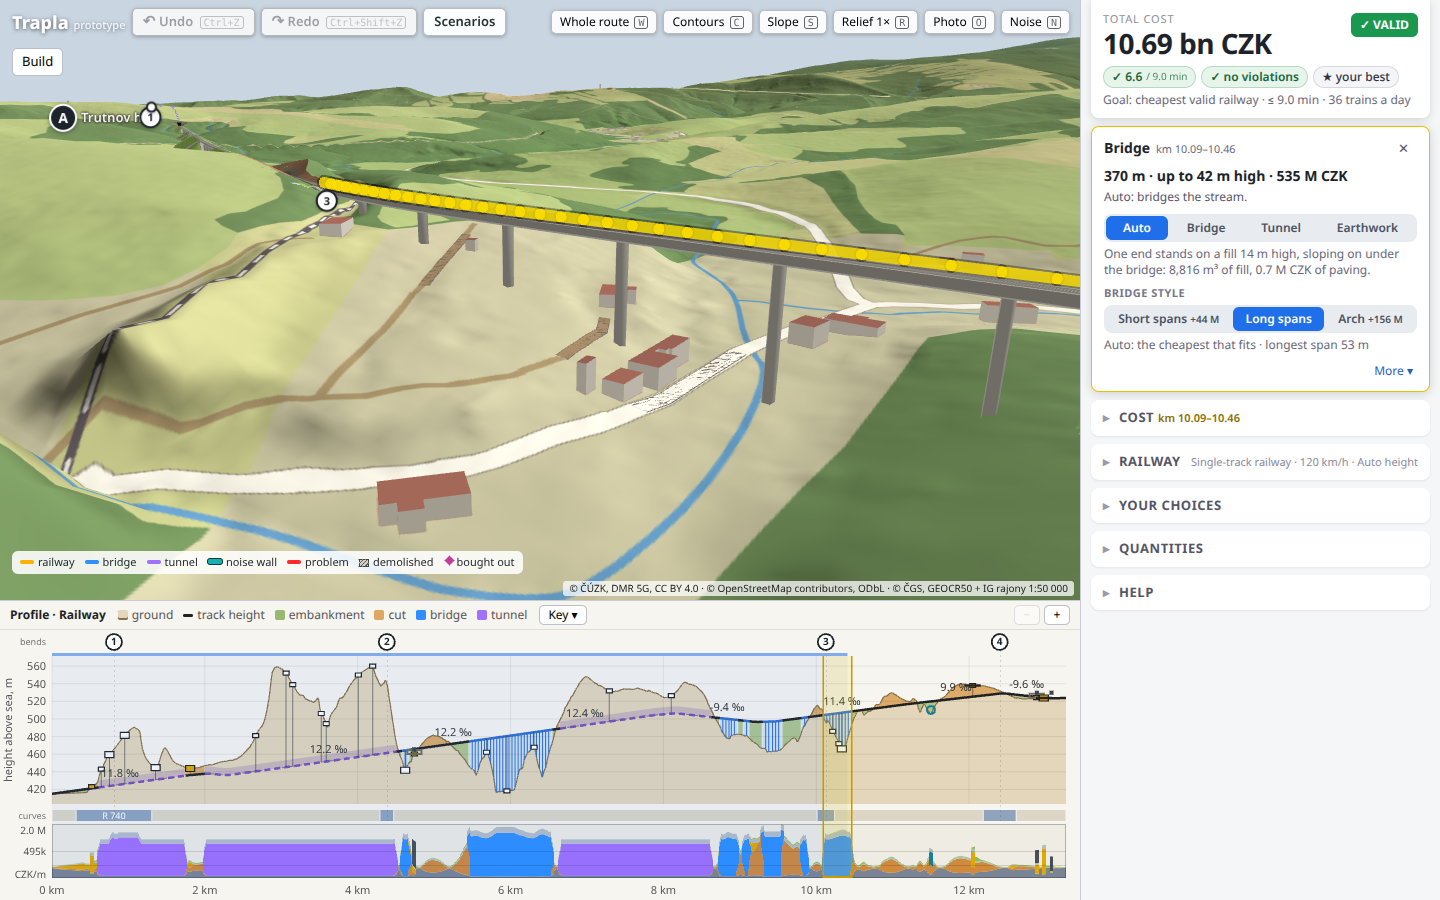 Trapla prototype
↶ Undo Ctrl+Z
↷ Redo Ctrl+Shift+Z
Scenarios
Whole route W
Contours C
Slope S
Relief 1× R
Photo O
Noise N
Build
A Trutnov 1
3
railway bridge tunnel noise wall problem demolished bought out
© ČÚZK, DMR 5G, CC BY 4.0 · © OpenStreetMap contributors, ODbL · © ČGS, GEOCR50 + IG rajony 1:50 000
TOTAL COST
10.69 bn CZK
✓ VALID
✓ 6.6 / 9.0 min
✓ no violations
★ your best
Goal: cheapest valid railway · ≤ 9.0 min · 36 trains a day
Bridge km 10.09–10.46 ✕
370 m · up to 42 m high · 535 M CZK
Auto: bridges the stream.
Auto Bridge Tunnel Earthwork
One end stands on a fill 14 m high, sloping on under
the bridge: 8,816 m³ of fill, 0.7 M CZK of paving.
BRIDGE STYLE
Short spans +44 M Long spans Arch +156 M
Auto: the cheapest that fits · longest span 53 m
More ▾
▸ COST km 10.09–10.46
▸ RAILWAY Single-track railway · 120 km/h · Auto height
▸ YOUR CHOICES
▸ QUANTITIES
▸ HELP
Profile · Railway ground track height embankment cut bridge tunnel Key ▾ − +
bends 1 2 3 4
height above sea, m
560
540
520
500
480
460
440
420
11.8 ‰
12.2 ‰
12.2 ‰
12.4 ‰
-9.4 ‰
11.4 ‰
9.9 ‰
-9.6 ‰
curves R 740
2.0 M
495k
CZK/m
0 km 2 km 4 km 6 km 8 km 10 km 12 km